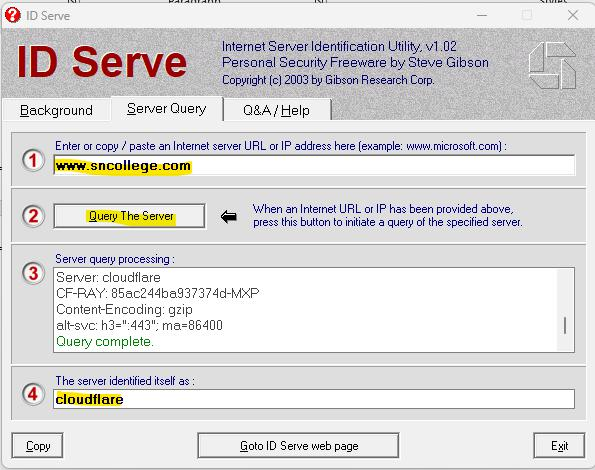 ID Serve
ID Serve
Internet Server Identification Utility, v1.02
Personal Security Freeware by Steve Gibson
Copyright (c) 2003 by Gibson Research Corp.
Background
Server Query
Q&A / Help
1
Enter or copy / paste an Internet server URL or IP address here (example: www.microsoft.com) :
www.sncollege.com
2
Query The Server
When an Internet URL or IP has been provided above,
press this button to initiate a query of the specified server.
3
Server query processing :
Server: cloudflare
CF-RAY: 85ac244ba937374d-MXP
Content-Encoding: gzip
alt-svc: h3=":443"; ma=86400
Query complete.
4
The server identified itself as :
cloudflare
Copy
Goto ID Serve web page
Exit